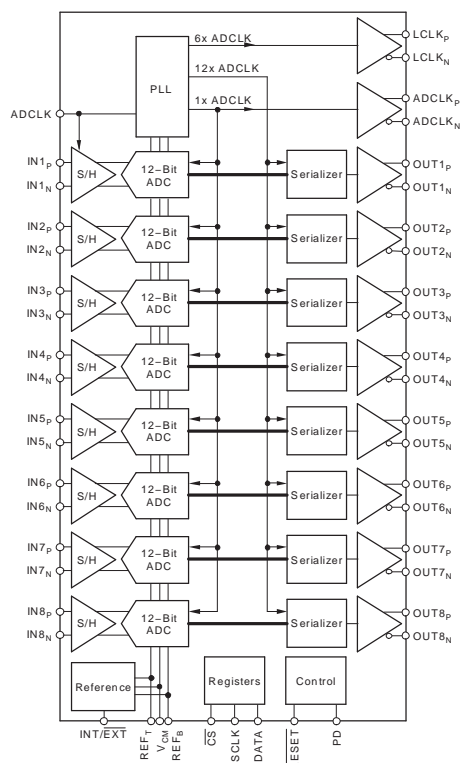 6x ADCLK
LCLKP
LCLKN
12x ADCLK
PLL
1x ADCLK
ADCLKP
ADCLKN
ADCLK
IN1P
IN1N
S/H
12–Bit
ADC
Serializer
OUT1P
OUT1N
IN2P
IN2N
S/H
12–Bit
ADC
Serializer
OUT2P
OUT2N
IN3P
IN3N
S/H
12–Bit
ADC
Serializer
OUT3P
OUT3N
IN4P
IN4N
S/H
12–Bit
ADC
Serializer
OUT4P
OUT4N
IN5P
IN5N
S/H
12–Bit
ADC
Serializer
OUT5P
OUT5N
IN6P
IN6N
S/H
12–Bit
ADC
Serializer
OUT6P
OUT6N
IN7P
IN7N
S/H
12–Bit
ADC
Serializer
OUT7P
OUT7N
IN8P
IN8N
S/H
12–Bit
ADC
Serializer
OUT8P
OUT8N
Reference
Registers
Control
INT/EXT
REFT
VCM
REFB
CS
SCLK
DATA
ESET
PD